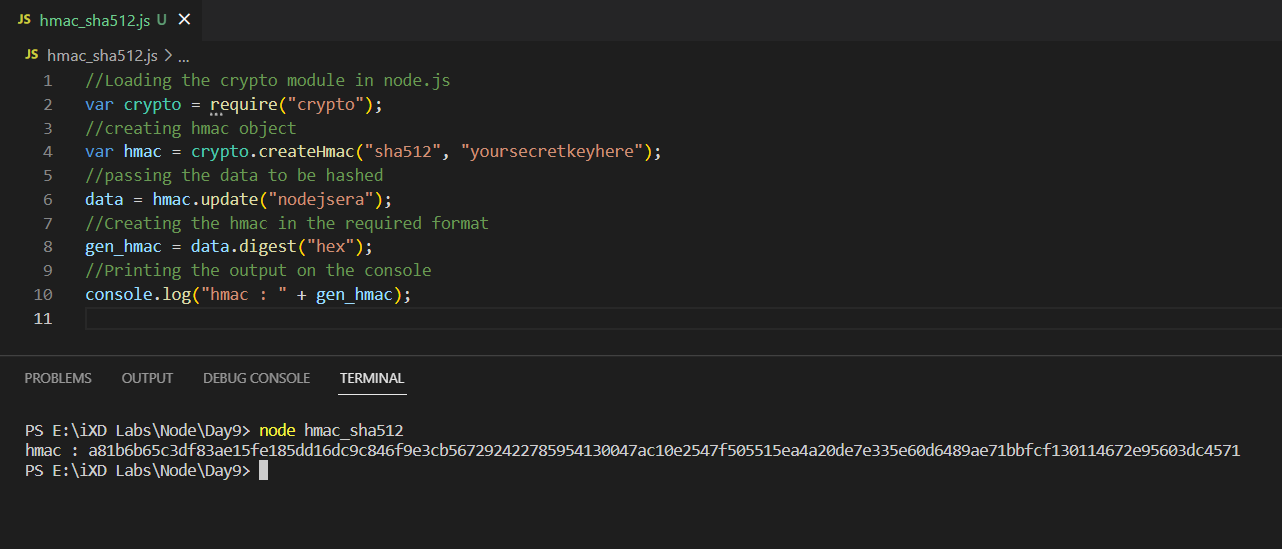 JS hmac_sha512.js U ×
JS hmac_sha512.js > ...
1 //Loading the crypto module in node.js
2 var crypto = require("crypto");
3 //creating hmac object
4 var hmac = crypto.createHmac("sha512", "yoursecretkeyhere");
5 //passing the data to be hashed
6 data = hmac.update("nodejsera");
7 //Creating the hmac in the required format
8 gen_hmac = data.digest("hex");
9 //Printing the output on the console
10 console.log("hmac : " + gen_hmac);
11
PROBLEMS OUTPUT DEBUG CONSOLE TERMINAL
PS E:\iXD Labs\Node\Day9> node hmac_sha512
hmac : a81b6b65c3df83ae15fe185dd16dc9c846f9e3cb567292422785954130047ac10e2547f505515ea4a20de7e335e60d6489ae71bbfcf130114672e95603dc4571
PS E:\iXD Labs\Node\Day9>